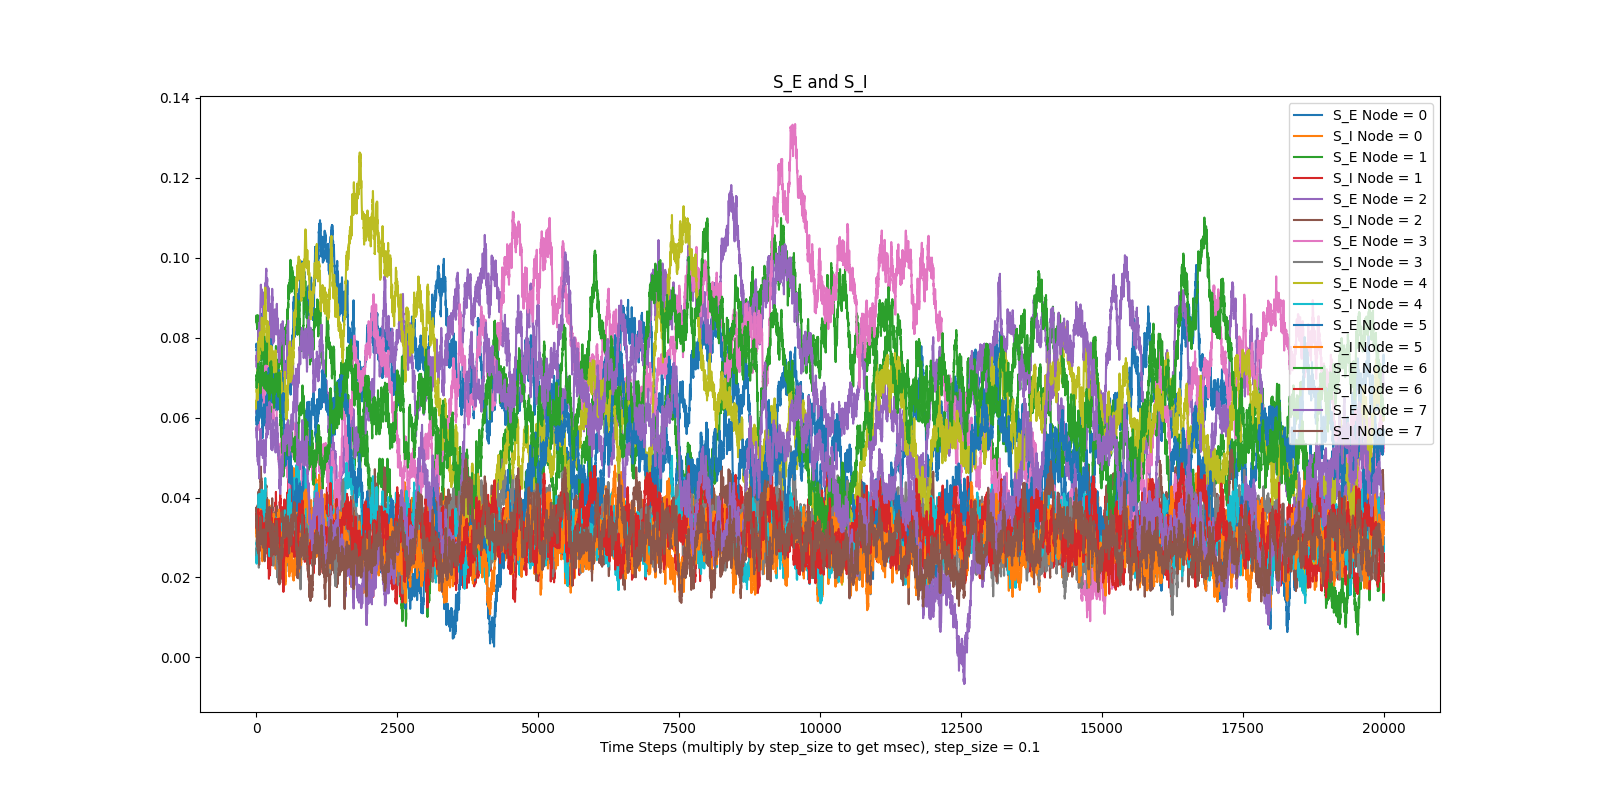 S_E and S_I
0.14
0.12
0.10
0.08
0.06
0.04
0.02
0.00
S_E Node = 0
S_I Node = 0
S_E Node = 1
S_I Node = 1
S_E Node = 2
S_I Node = 2
S_E Node = 3
S_I Node = 3
S_E Node = 4
S_I Node = 4
S_E Node = 5
S_I Node = 5
S_E Node = 6
S_I Node = 6
S_E Node = 7
S_I Node = 7
0 2500 5000 7500 10000 12500 15000 17500 20000
Time Steps (multiply by step_size to get msec), step_size = 0.1